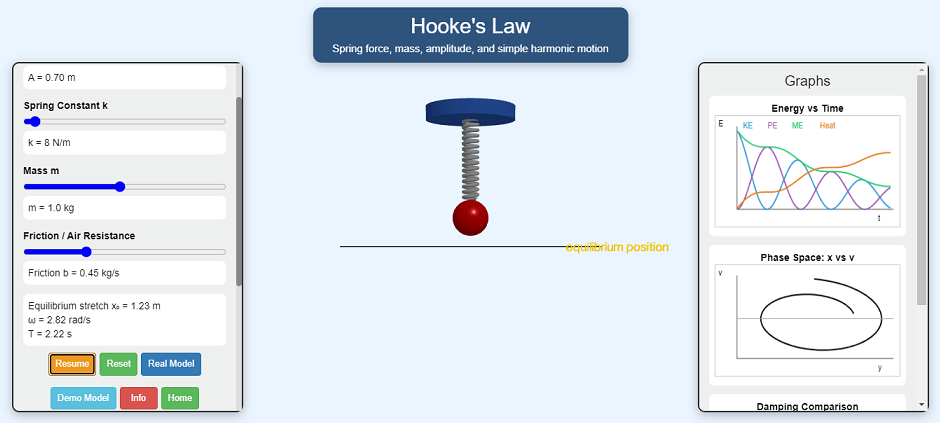 Hooke's Law
Spring force, mass, amplitude, and simple harmonic motion
A = 0.70 m
Spring Constant k
k = 8 N/m
Mass m
m = 1.0 kg
Friction / Air Resistance
Friction b = 0.45 kg/s
Equilibrium stretch x₀ = 1.23 m
ω = 2.82 rad/s
T = 2.22 s
Resume Reset Real Model
Demo Model Info Home
equilibrium position
Graphs
Energy vs Time
E KE PE ME Heat
t
Phase Space: x vs v
v
y
Damping Comparison